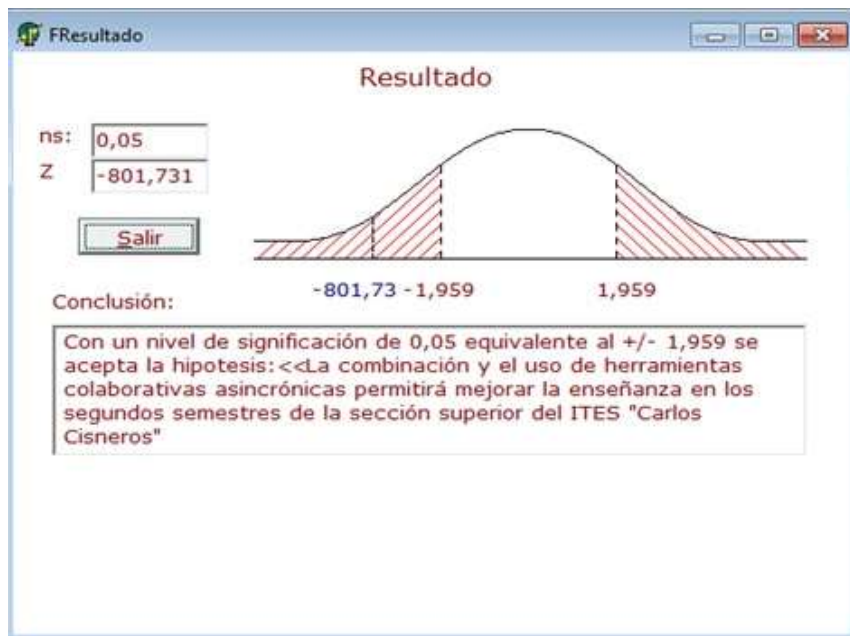 FResultado
Resultado
ns:
0,05
Z
-801,731
Salir
-801,73 -1,959
1,959
Conclusión:
Con un nivel de significación de 0,05 equivalente al +/- 1,959 se
acepta la hipotesis:<<La combinación y el uso de herramientas
colaborativas asincrónicas permitirá mejorar la enseñanza en los
segundos semestres de la sección superior del ITES "Carlos
Cisneros"